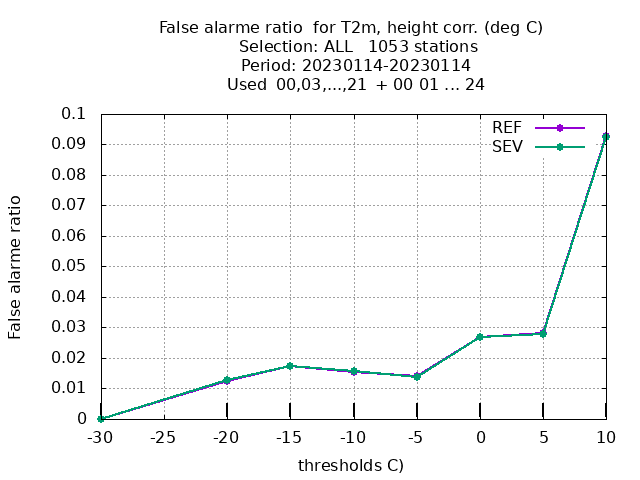 False alarme ratio  for T2m, height corr. (deg C)
Selection: ALL   1053 stations
Period: 20230114-20230114
Used  00,03,...,21  + 00 01 ... 24
False alarme ratio
0.1
0.09
0.08
0.07
0.06
0.05
0.04
0.03
0.02
0.01
0
REF
SEV
-30 -25 -20 -15 -10 -5 0 5 10
thresholds C)